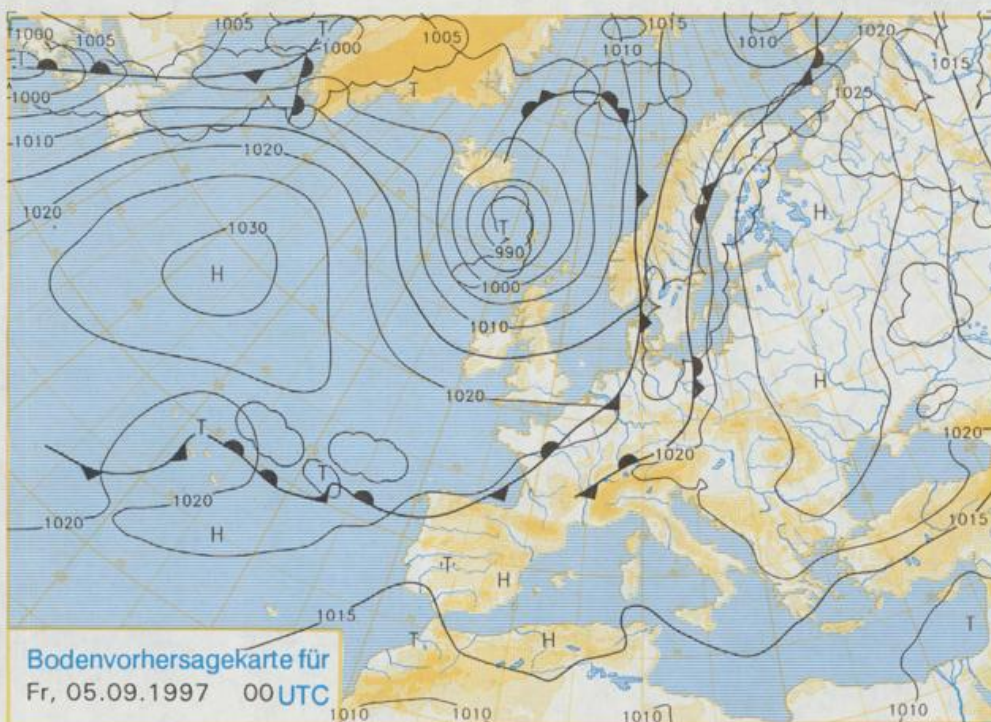 1000 1005 T 1005 1015 1020
T 1000 1005 1010 1010 1015
1000 T 1025
1010 1020
1020 1030 T H
H 990
1000
1010
1020 H
T 1020 1020
T
1020 1020 H 1015
T H
1015 T H T
Bodenvorhersagekarte für
Fr, 05.09.1997 00 UTC
1010 1010 1010 1010